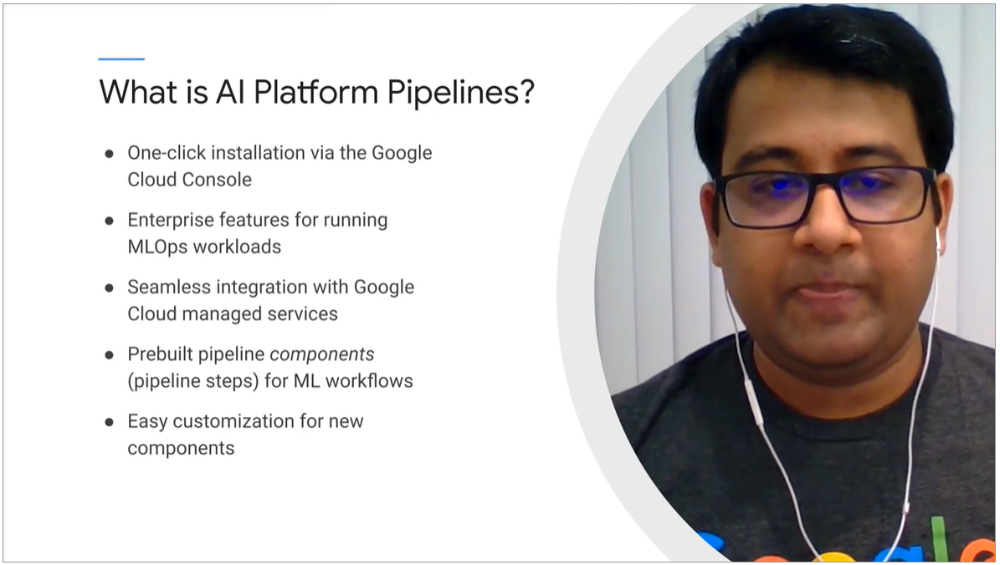 What is AI Platform Pipelines?
● One-click installation via the Google
Cloud Console
● Enterprise features for running
MLOps workloads
● Seamless integration with Google
Cloud managed services
● Prebuilt pipeline components
(pipeline steps) for ML workflows
● Easy customization for new
components
Google